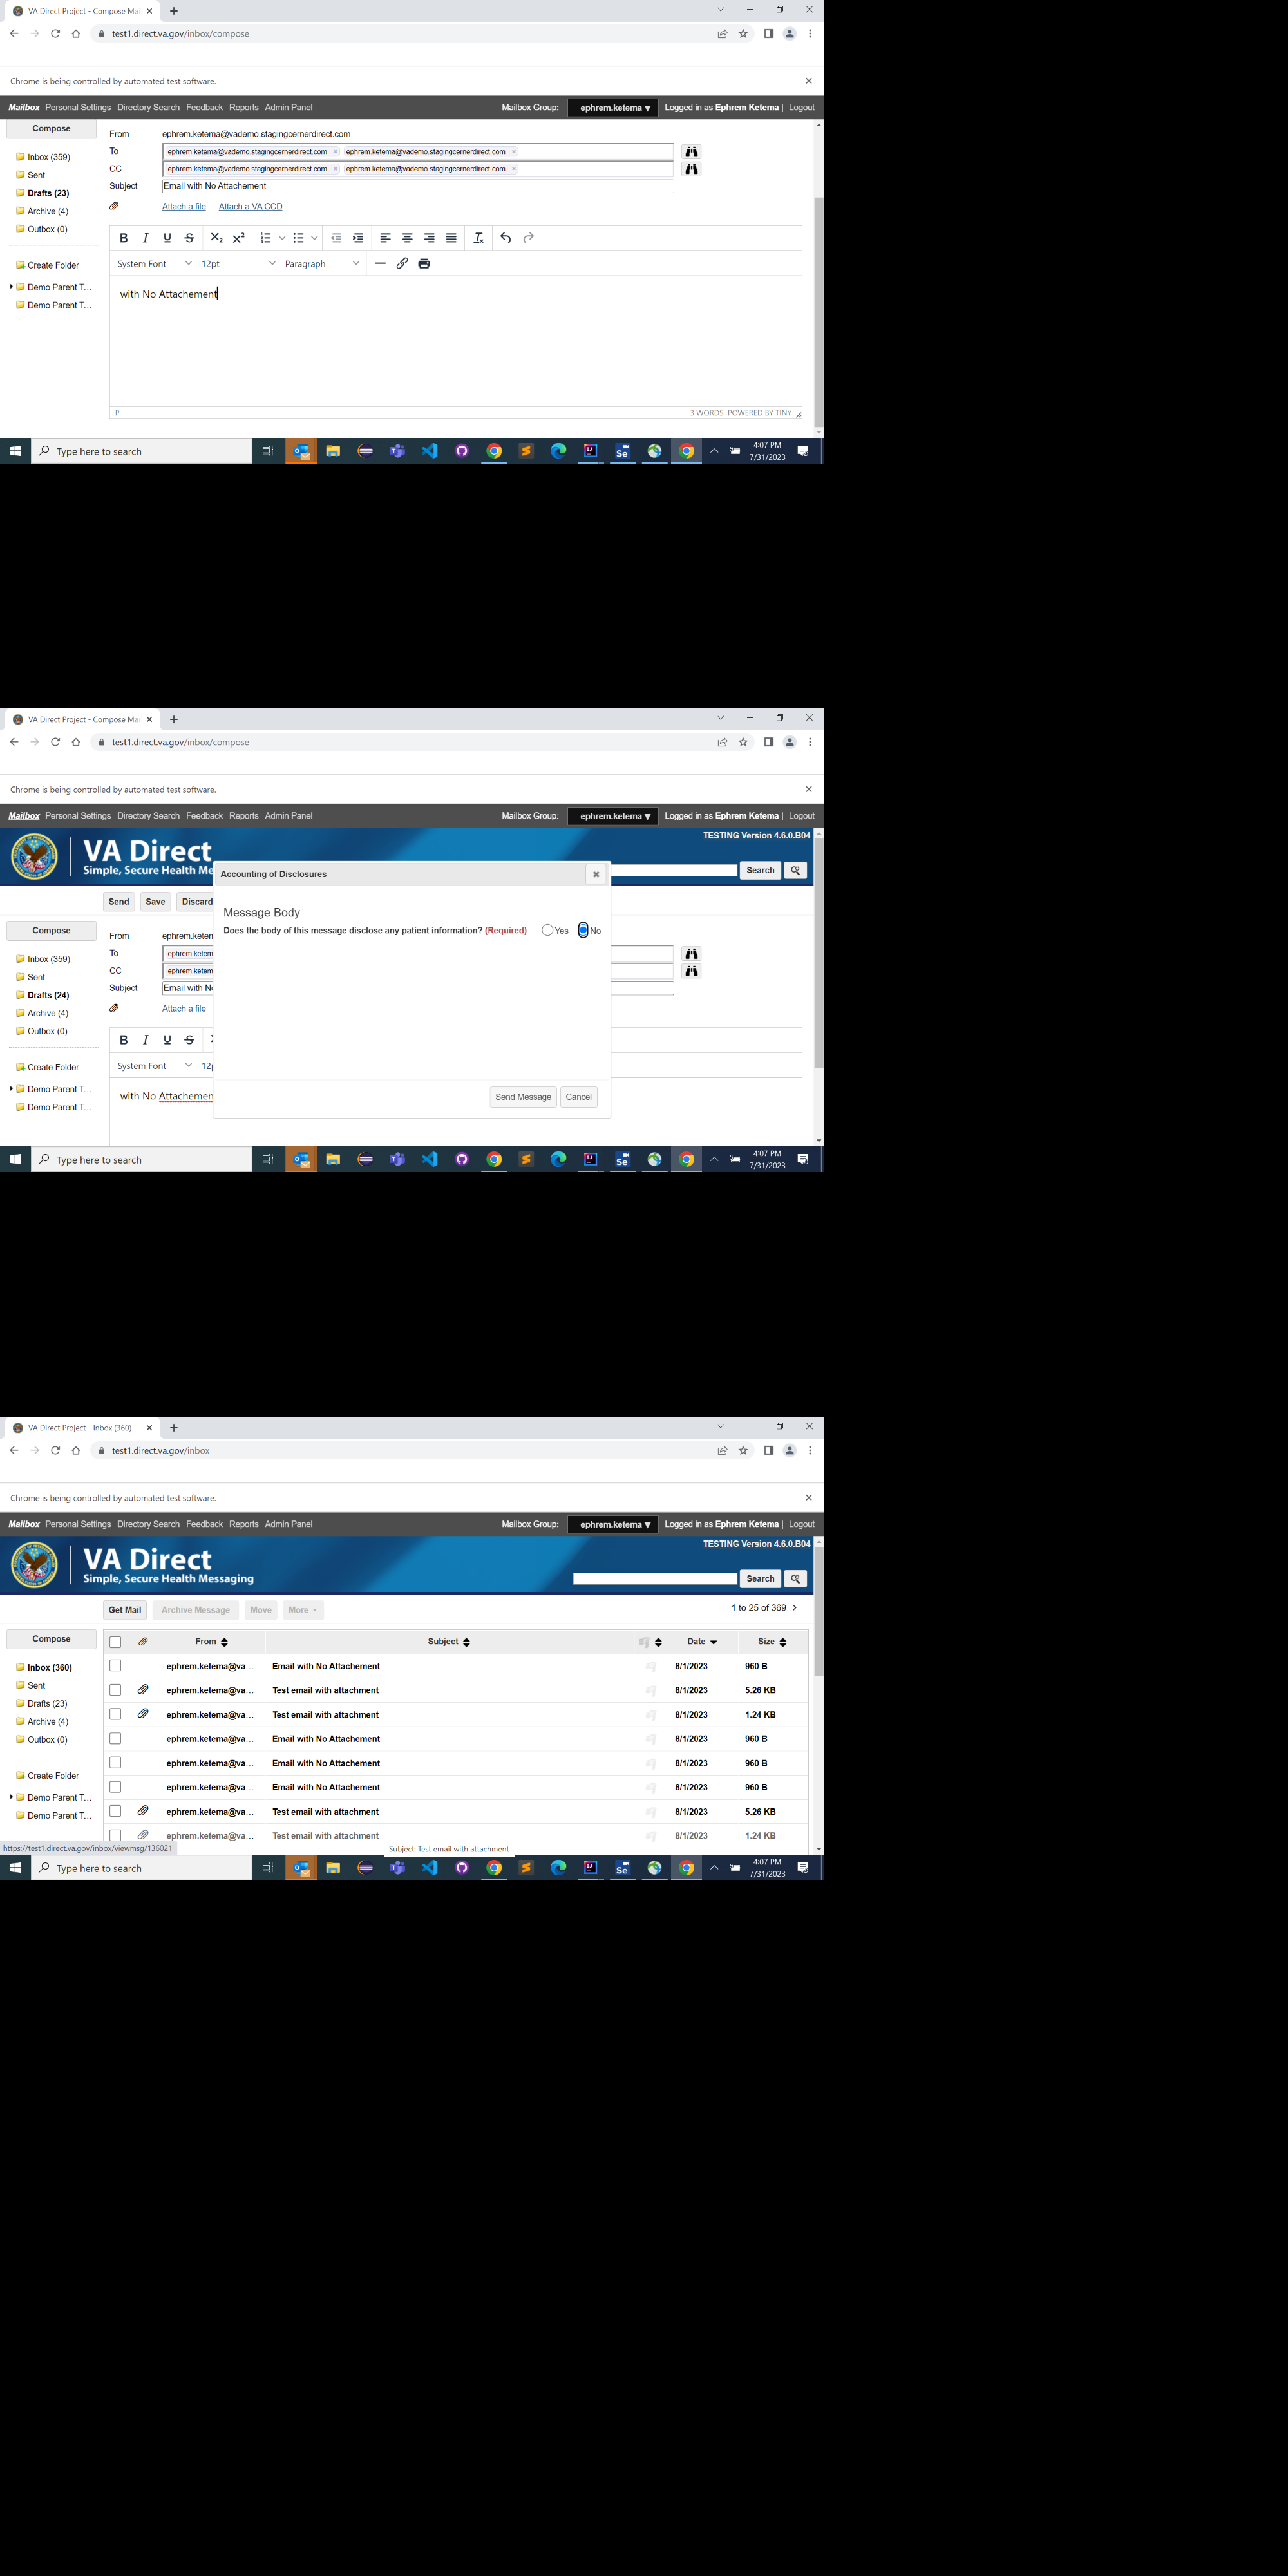 VA Direct Project - Compose Ma
test1.direct.va.gov/inbox/compose
Chrome is being controlled by automated test software.
Mailbox Personal Settings Directory Search Feedback Reports Admin Panel Mailbox Group: ephrem.ketema ▼ Logged in as Ephrem Ketema | Logout
Compose
From ephrem.ketema@vademo.stagingcernerdirect.com
To ephrem.ketema@vademo.stagingcernerdirect.com × ephrem.ketema@vademo.stagingcernerdirect.com ×
Inbox (359)
CC ephrem.ketema@vademo.stagingcernerdirect.com × ephrem.ketema@vademo.stagingcernerdirect.com ×
Sent
Subject Email with No Attachement
Drafts (23)
Attach a file Attach a VA CCD
Archive (4)
Outbox (0)
B I U S X₂ X²
Create Folder
System Font 12pt Paragraph
Demo Parent T...
with No Attachement
Demo Parent T...
P 3 WORDS POWERED BY TINY
Type here to search
4:07 PM
7/31/2023
VA Direct Project - Compose Ma
test1.direct.va.gov/inbox/compose
Chrome is being controlled by automated test software.
Mailbox Personal Settings Directory Search Feedback Reports Admin Panel Mailbox Group: ephrem.ketema ▼ Logged in as Ephrem Ketema | Logout
TESTING Version 4.6.0.B04
VA Direct
Simple, Secure Health Me
Search
Accounting of Disclosures
Send Save Discard
Message Body
Does the body of this message disclose any patient information? (Required) Yes No
Compose
From ephrem.keten
To ephrem.ketem
Inbox (359)
CC ephrem.ketem
Sent
Subject Email with No
Drafts (24)
Attach a file
Archive (4)
Outbox (0)
B I U S
Create Folder
System Font 12p
Demo Parent T...
with No Attachemen
Send Message Cancel
Demo Parent T...
Type here to search
4:07 PM
7/31/2023
VA Direct Project - Inbox (360)
test1.direct.va.gov/inbox
Chrome is being controlled by automated test software.
Mailbox Personal Settings Directory Search Feedback Reports Admin Panel Mailbox Group: ephrem.ketema ▼ Logged in as Ephrem Ketema | Logout
TESTING Version 4.6.0.B04
VA Direct
Simple, Secure Health Messaging
Search
Get Mail Archive Message Move More
1 to 25 of 369
Compose
From Subject Date Size
Inbox (360)
Sent
Drafts (23)
Archive (4)
Outbox (0)
Create Folder
Demo Parent T...
Demo Parent T...
ephrem.ketema@va... Email with No Attachement 8/1/2023 960 B
ephrem.ketema@va... Test email with attachment 8/1/2023 5.26 KB
ephrem.ketema@va... Test email with attachment 8/1/2023 1.24 KB
ephrem.ketema@va... Email with No Attachement 8/1/2023 960 B
ephrem.ketema@va... Email with No Attachement 8/1/2023 960 B
ephrem.ketema@va... Email with No Attachement 8/1/2023 960 B
ephrem.ketema@va... Test email with attachment 8/1/2023 5.26 KB
ephrem.ketema@va... Test email with attachment 8/1/2023 1.24 KB
https://test1.direct.va.gov/inbox/viewmsg/136021
Subject: Test email with attachment
Type here to search
4:07 PM
7/31/2023